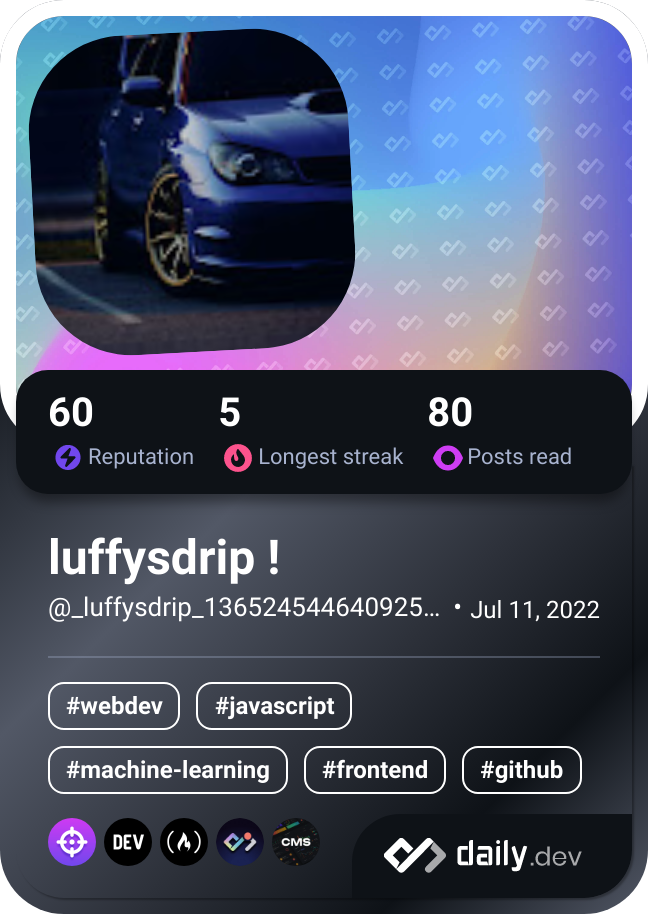 60 5 80
Reputation Longest streak Posts read
luffysdrip !
@_luffysdrip_136524544640925… • Jul 11, 2022
#webdev #javascript
#machine-learning #frontend #github
DEV CMS daily.dev